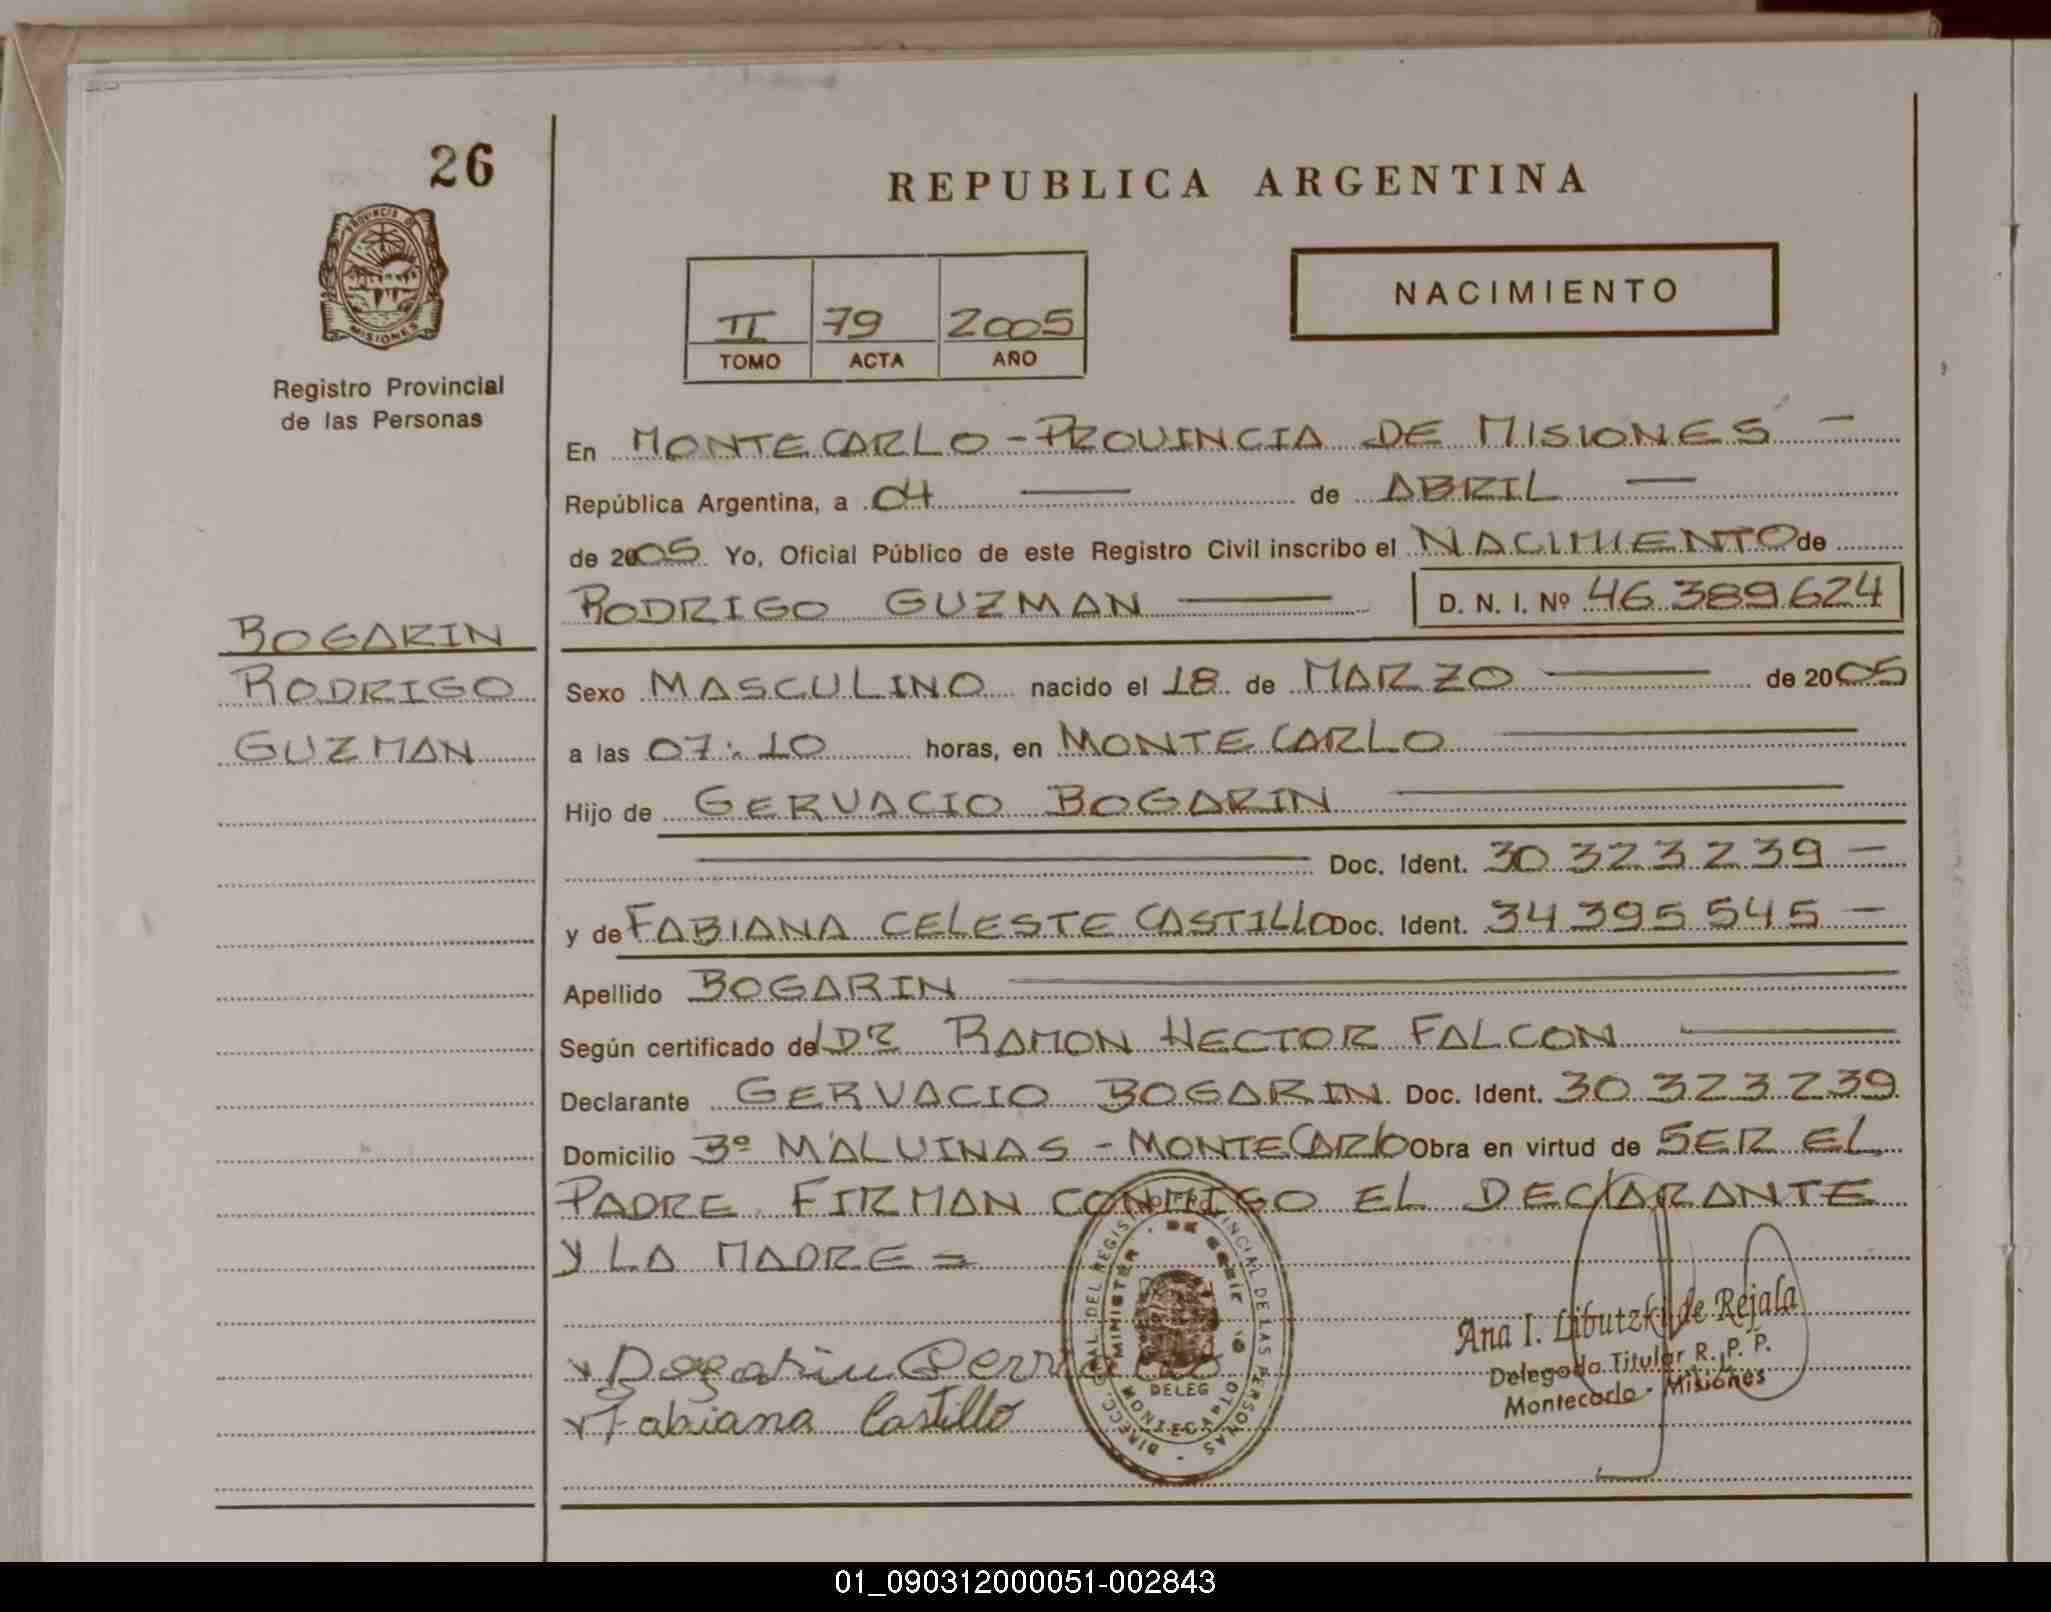 26
REPUBLICA ARGENTINA
PROVINCIA D
MISIONES
Registro Provincial
de las Personas
II 79 2005
TOMO ACTA AÑO
NACIMIENTO
En MONTECARLO - PROVINCIA DE MISIONES -
República Argentina, a 04 de ABRIL
de 2005 Yo, Oficial Público de este Registro Civil inscribo el NACIMIENTO de
RODRIGO GUZMAN D. N. I. Nº 46.389.624
BOGARIN
RODRIGO
GUZMAN
Sexo MASCULINO nacido el 18 de MARZO de 2005
a las 07:10 horas, en MONTECARLO
Hijo de GERVACIO BOGARIN
Doc. Ident. 30 323 239 -
y de FABIANA CELESTE CASTILLO Doc. Ident. 34 395 545 -
Apellido BOGARIN
Según certificado del DR RAMON HECTOR FALCON
Declarante GERVACIO BOGARIN Doc. Ident. 30 323 239
Domicilio Bº MALVINAS - MONTECARLO Obra en virtud de SER EL
PADRE FIRMAN CONMIGO EL DECLARANTE
Y LA MADRE =
Fabiana Castillo
DELEG
Ana I. Libutzki de Rejala
Delegada Titular R. P. P.
Montecarlo - Misiones
01_090312000051-002843